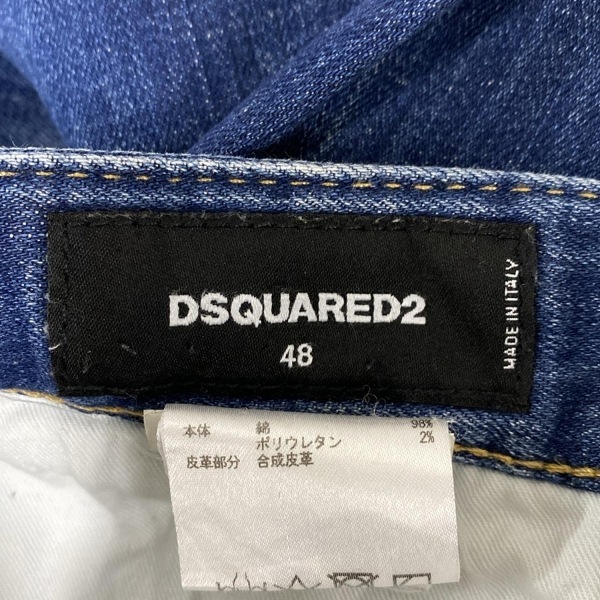 DSQUARED2
48
MADE IN ITALY
本体 綿 98%
ポリウレタン 2%
皮革部分 合成皮革